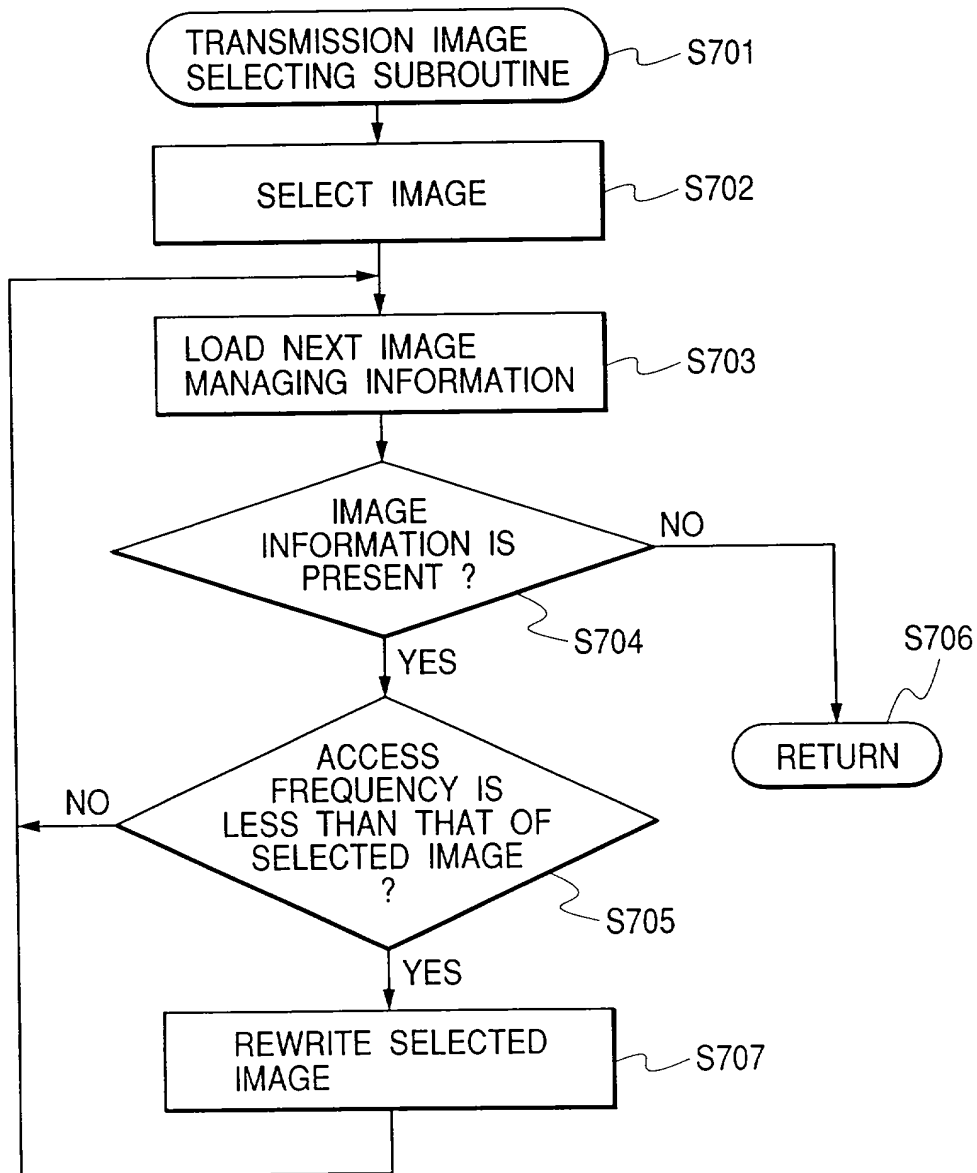 TRANSMISSION IMAGE
SELECTING SUBROUTINE
S701
SELECT IMAGE
S702
LOAD NEXT IMAGE
MANAGING INFORMATION
S703
IMAGE
INFORMATION IS
PRESENT ?
NO
S704
YES
S706
RETURN
ACCESS
FREQUENCY IS
LESS THAN THAT OF
SELECTED IMAGE
?
NO
S705
YES
REWRITE SELECTED
IMAGE
S707